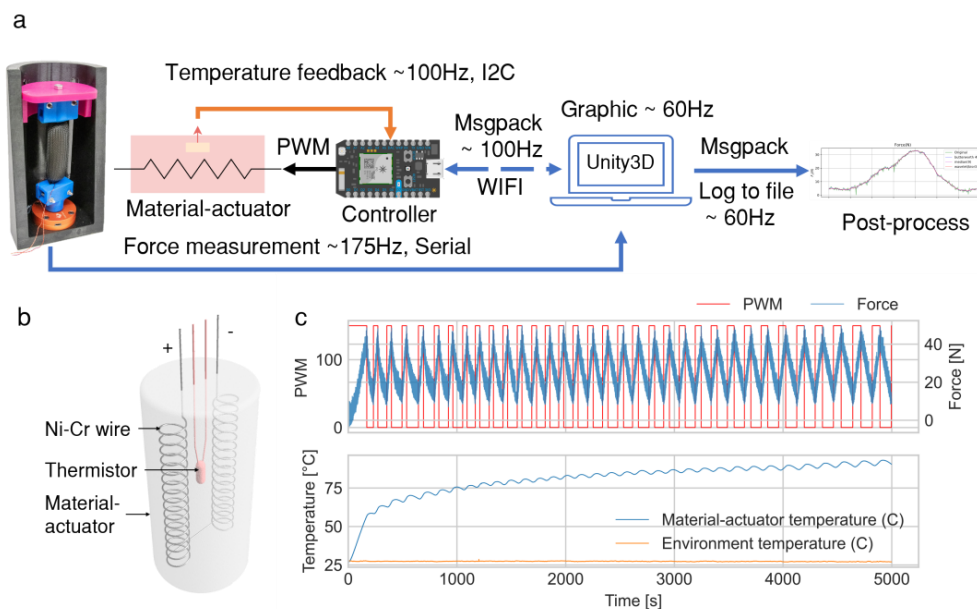 a
Temperature feedback ~100Hz, I2C
Graphic ~ 60Hz
PWM
Msgpack
~ 100Hz
WIFI
Unity3D
Msgpack
Log to file
~ 60Hz
Material-actuator
Controller
Post-process
Force measurement ~175Hz, Serial
b
+
-
Ni-Cr wire
Thermistor
Material-
actuator
c
PWM
Force
PWM
100
0
Force [N]
40
20
0
Temperature [°C]
75
50
25
Material-actuator temperature (C)
Environment temperature (C)
0
1000
2000
3000
4000
5000
Time [s]